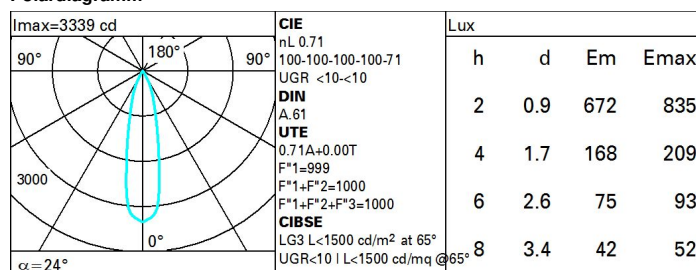 Imax=3339 cd
90° 180° 90°
3000
0°
α=24°
CIE
nL 0.71
100-100-100-100-71
UGR <10-<10
DIN
A.61
UTE
0.71A+0.00T
F"1=999
F"1+F"2=1000
F"1+F"2+F"3=1000
CIBSE
LG3 L<1500 cd/m² at 65°
UGR<10 | L<1500 cd/mq @65°
Lux
h d Em Emax
2 0.9 672 835
4 1.7 168 209
6 2.6 75 93
8 3.4 42 52